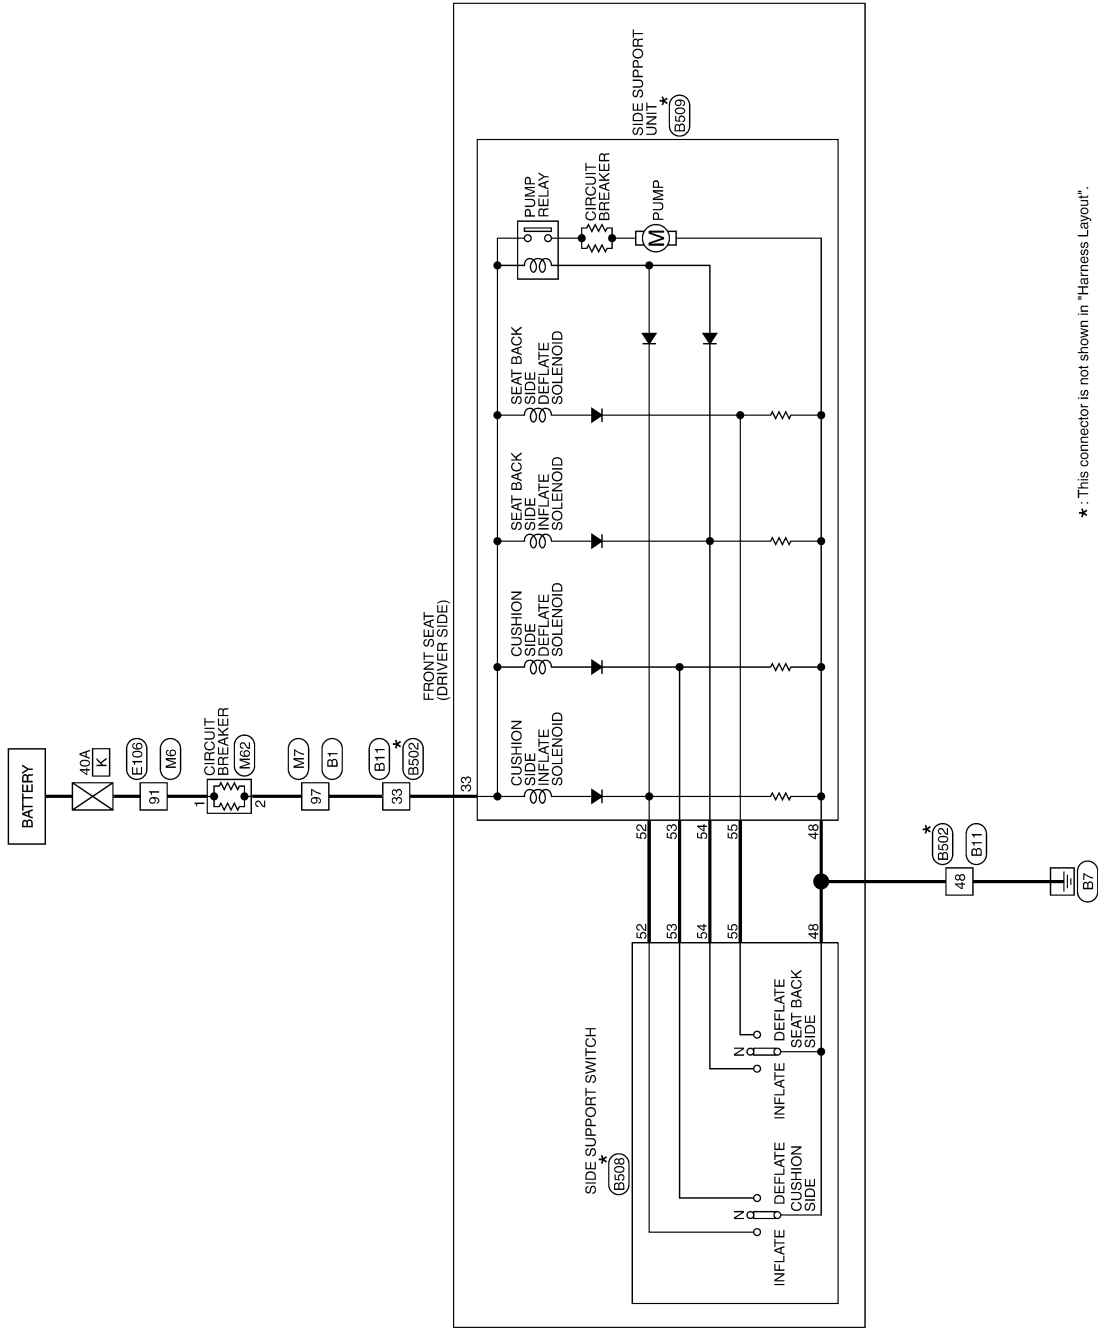 BATTERY
40A
K
91
E106
M6
1
CIRCUIT
BREAKER
M62
2
97
M7
B1
33
B11
*
B502
FRONT SEAT
(DRIVER SIDE)
33
SIDE SUPPORT
UNIT
*
B509
CUSHION
SIDE
INFLATE
SOLENOID
CUSHION
SIDE
DEFLATE
SOLENOID
SEAT BACK
SIDE
INFLATE
SOLENOID
SEAT BACK
SIDE
DEFLATE
SOLENOID
PUMP
RELAY
CIRCUIT
BREAKER
M
PUMP
52
53
54
55
48
52
53
54
55
48
SIDE SUPPORT SWITCH
*
B508
INFLATE
N
DEFLATE
CUSHION
SIDE
INFLATE
N
DEFLATE
SEAT BACK
SIDE
48
*
B502
B11
B7
* : This connector is not shown in "Harness Layout".